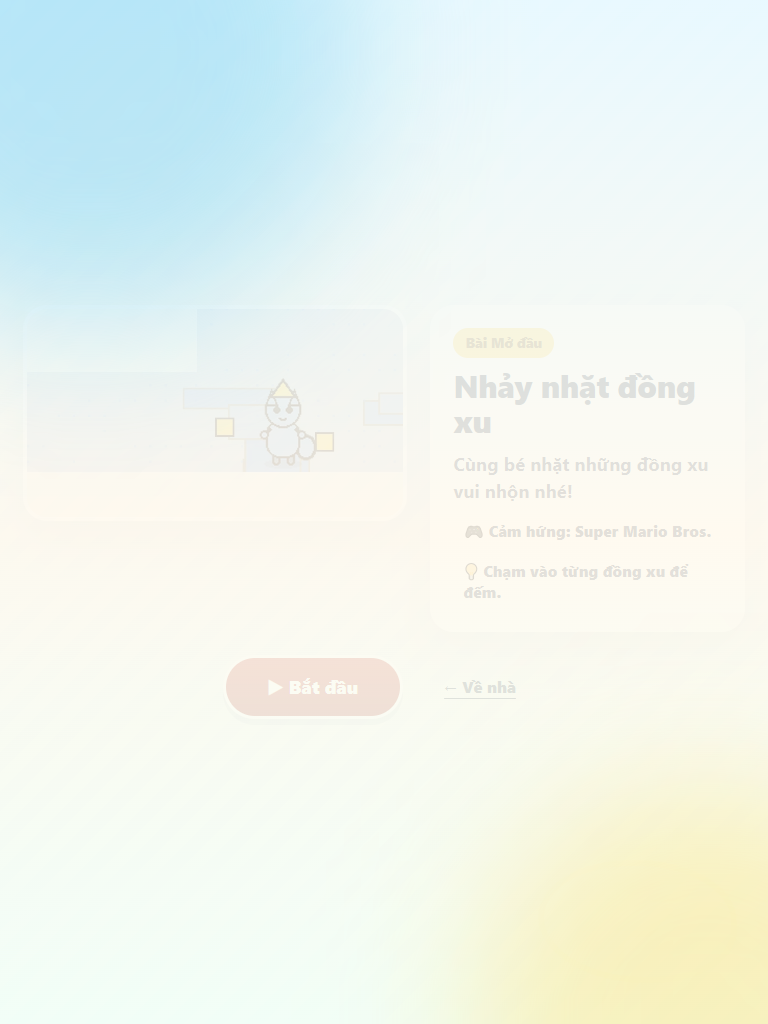 Bài Mở đầu
Nhảy nhặt đồng
xu
Cùng bé nhặt những đồng xu
vui nhộn nhé!
🎮 Cảm hứng: Super Mario Bros.
💡 Chạm vào từng đồng xu để
đếm.
▶ Bắt đầu
← Về nhà